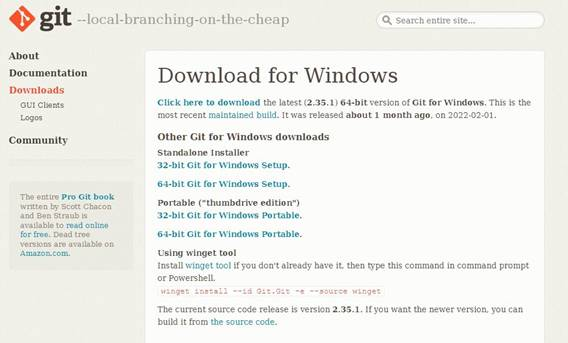 git --local-branching-on-the-cheap
Search entire site...
About
Documentation
Downloads
GUI Clients
Logos
Community
The entire Pro Git book
written by Scott Chacon
and Ben Straub is
available to read online
for free. Dead tree
versions are available on
Amazon.com.
Download for Windows
Click here to download the latest (2.35.1) 64-bit version of Git for Windows. This is the
most recent maintained build. It was released about 1 month ago, on 2022-02-01.
Other Git for Windows downloads
Standalone Installer
32-bit Git for Windows Setup.
64-bit Git for Windows Setup.
Portable ("thumbdrive edition")
32-bit Git for Windows Portable.
64-bit Git for Windows Portable.
Using winget tool
Install winget tool if you don't already have it, then type this command in command prompt
or Powershell.
winget install --id Git.Git -e --source winget
The current source code release is version 2.35.1. If you want the newer version, you can
build it from the source code.